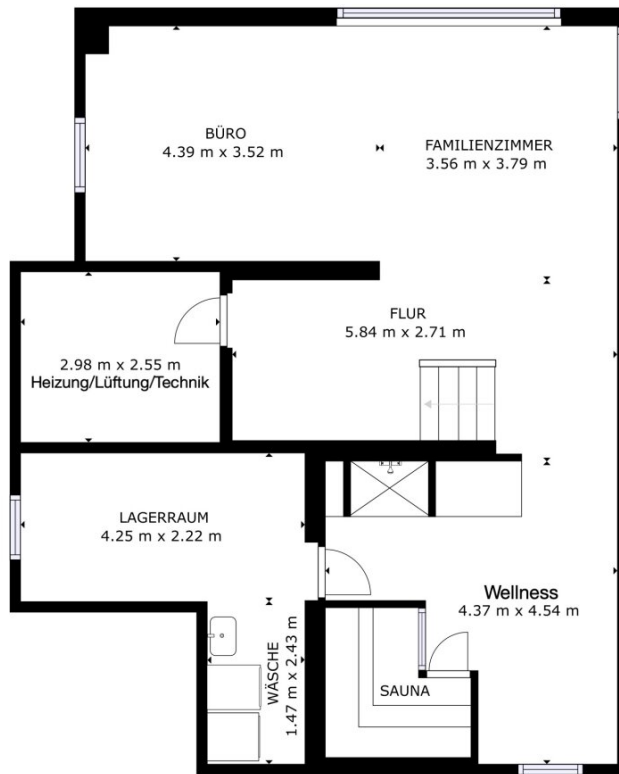 BÜRO
4.39 m x 3.52 m
FAMILIENZIMMER
3.56 m x 3.79 m
FLUR
5.84 m x 2.71 m
2.98 m x 2.55 m
Heizung/Lüftung/Technik
LAGERRAUM
4.25 m x 2.22 m
Wellness
4.37 m x 4.54 m
WÄSCHE
1.47 m x 2.43 m
SAUNA